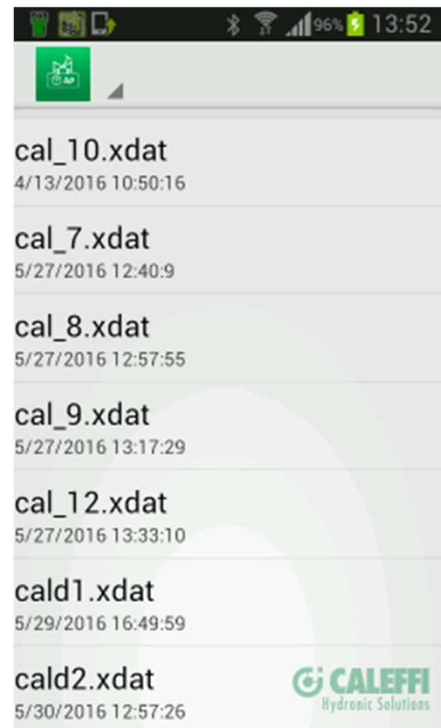 96% 13:52
Δp
cal_10.xdat
4/13/2016 10:50:16
cal_7.xdat
5/27/2016 12:40:9
cal_8.xdat
5/27/2016 12:57:55
cal_9.xdat
5/27/2016 13:17:29
cal_12.xdat
5/27/2016 13:33:10
cald1.xdat
5/29/2016 16:49:59
cald2.xdat
5/30/2016 12:57:26
CALEFFI
Hydronic Solutions